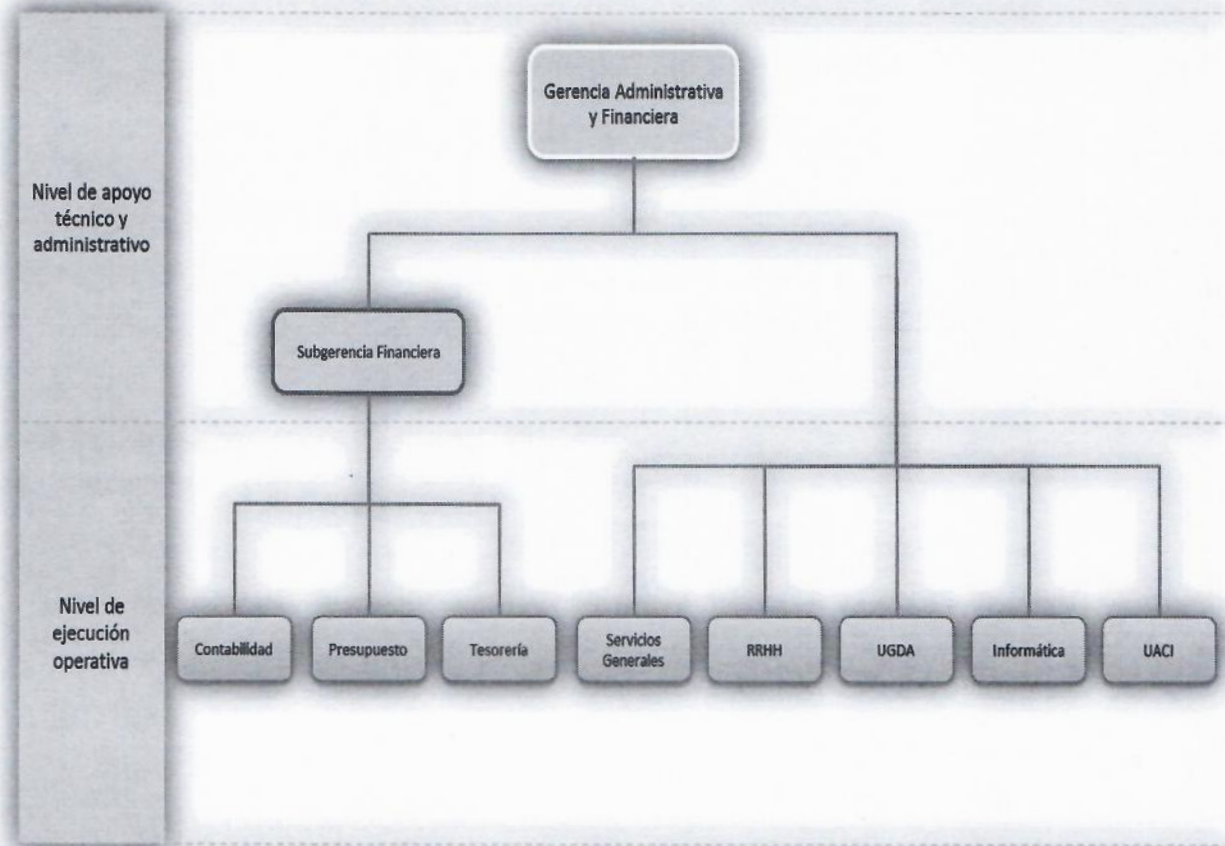 Gerencia Administrativa
y Financiera
Nivel de apoyo
técnico y
administrativo
Subgerencia Financiera
Nivel de
ejecución
operativa
Contabilidad
Presupuesto
Tesorería
Servicios
Generales
RRHH
UGDA
Informática
UACI